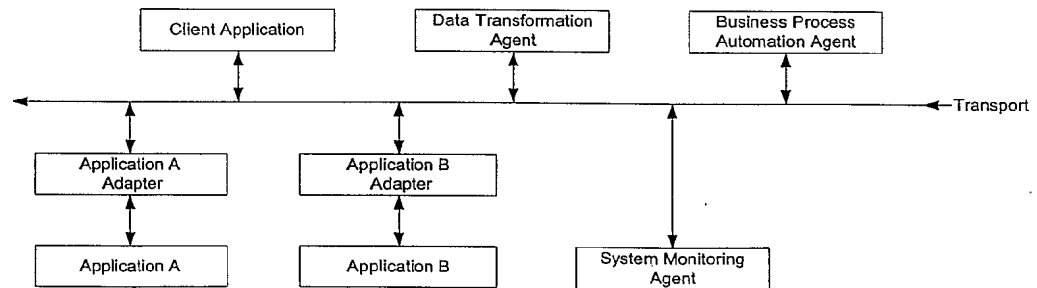 Client Application
Data Transformation
Agent
Business Process
Automation Agent
Transport
Application A
Adapter
Application B
Adapter
Application A
Application B
System Monitoring
Agent